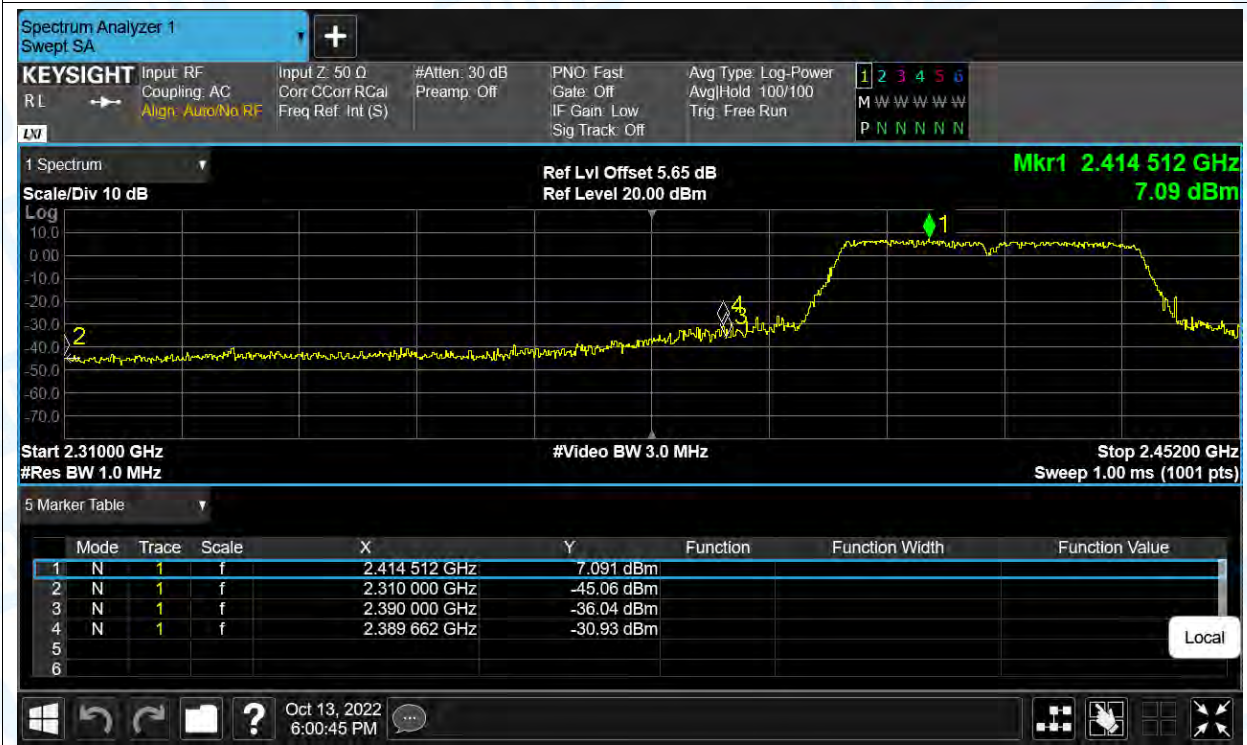 Spectrum Analyzer 1
Swept SA
KEYSIGHT
RL
LXI
Input: RF
Coupling: AC
Align: Auto/No RF
Input Z: 50 Ω
Corr CCorr RCal
Freq Ref: Int (S)
#Atten: 30 dB
Preamp: Off
PNO: Fast
Gate: Off
IF Gain: Low
Sig Track: Off
Avg Type: Log-Power
Avg|Hold: 100/100
Trig: Free Run
1 2 3 4 5 6
M W W W W W
P N N N N N
1 Spectrum
Scale/Div 10 dB
Ref Lvl Offset 5.65 dB
Ref Level 20.00 dBm
Mkr1 2.414 512 GHz
7.09 dBm
Log
10.0
0.00
-10.0
-20.0
-30.0
-40.0
-50.0
-60.0
-70.0
1
2
4
3
Start 2.31000 GHz
#Res BW 1.0 MHz
#Video BW 3.0 MHz
Stop 2.45200 GHz
Sweep 1.00 ms (1001 pts)
5 Marker Table
Mode Trace Scale X Y Function Function Width Function Value
1 N 1 f 2.414 512 GHz 7.091 dBm
2 N 1 f 2.310 000 GHz -45.06 dBm
3 N 1 f 2.390 000 GHz -36.04 dBm
4 N 1 f 2.389 662 GHz -30.93 dBm
5
6
Local
?
Oct 13, 2022
6:00:45 PM